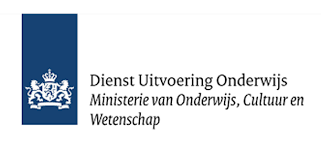 Dienst Uitvoering Onderwijs
Ministerie van Onderwijs, Cultuur en
Wetenschap